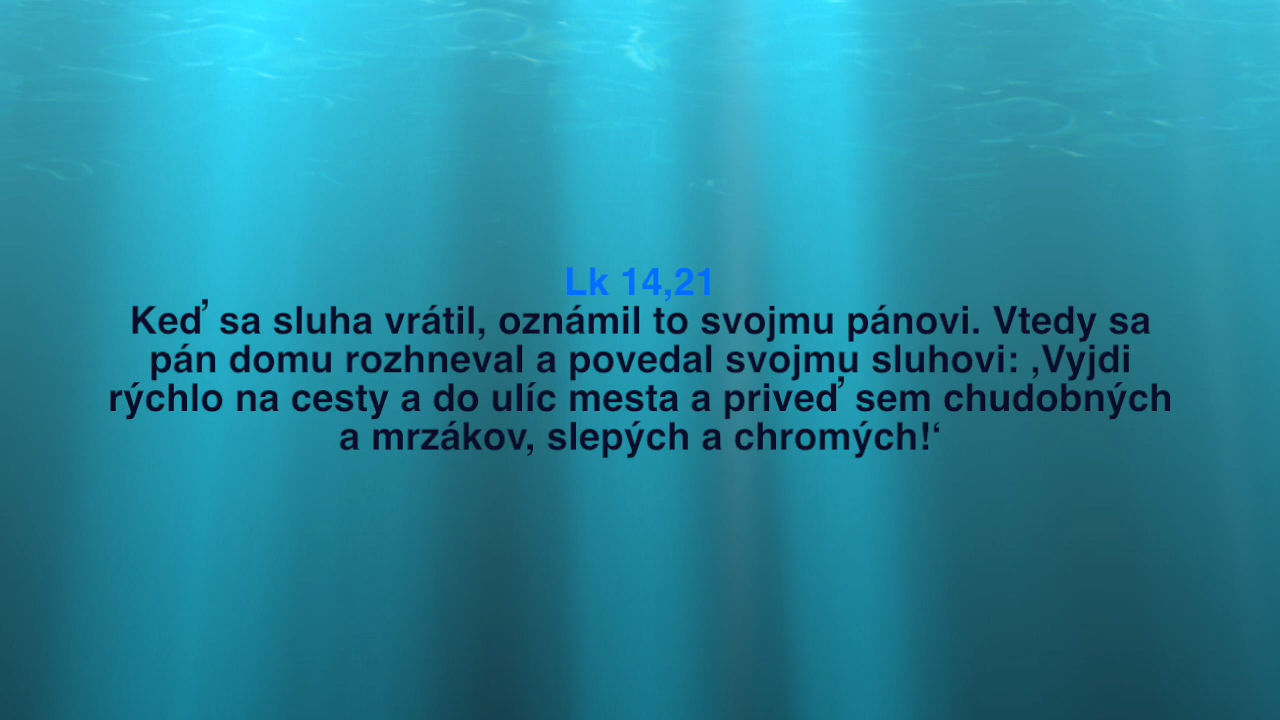 Lk 14,21
Keď sa sluha vrátil, oznámil to svojmu pánovi. Vtedy sa
pán domu rozhneval a povedal svojmu sluhovi: ‚Vyjdi
rýchlo na cesty a do ulíc mesta a priveď sem chudobných
a mrzákov, slepých a chromých!‘